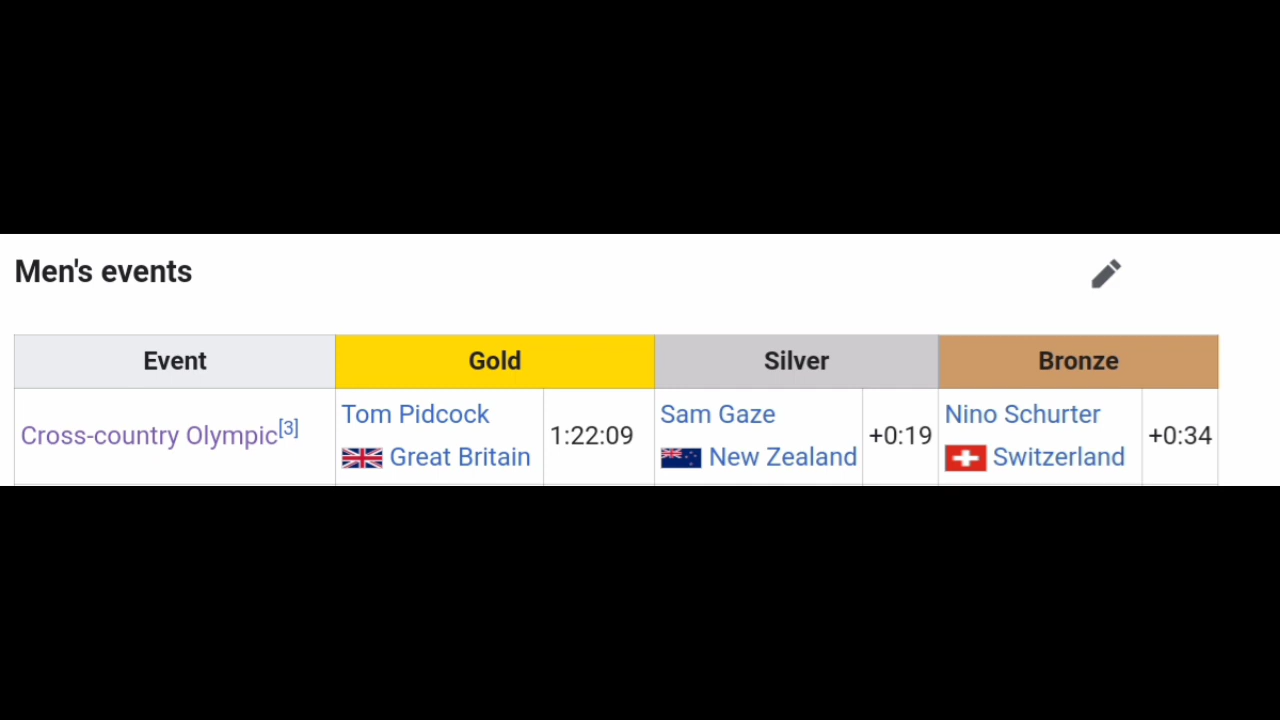 Men's events
Event Gold Silver Bronze
Cross-country Olympic[3] Tom Pidcock Great Britain 1:22:09 Sam Gaze New Zealand +0:19 Nino Schurter Switzerland +0:34